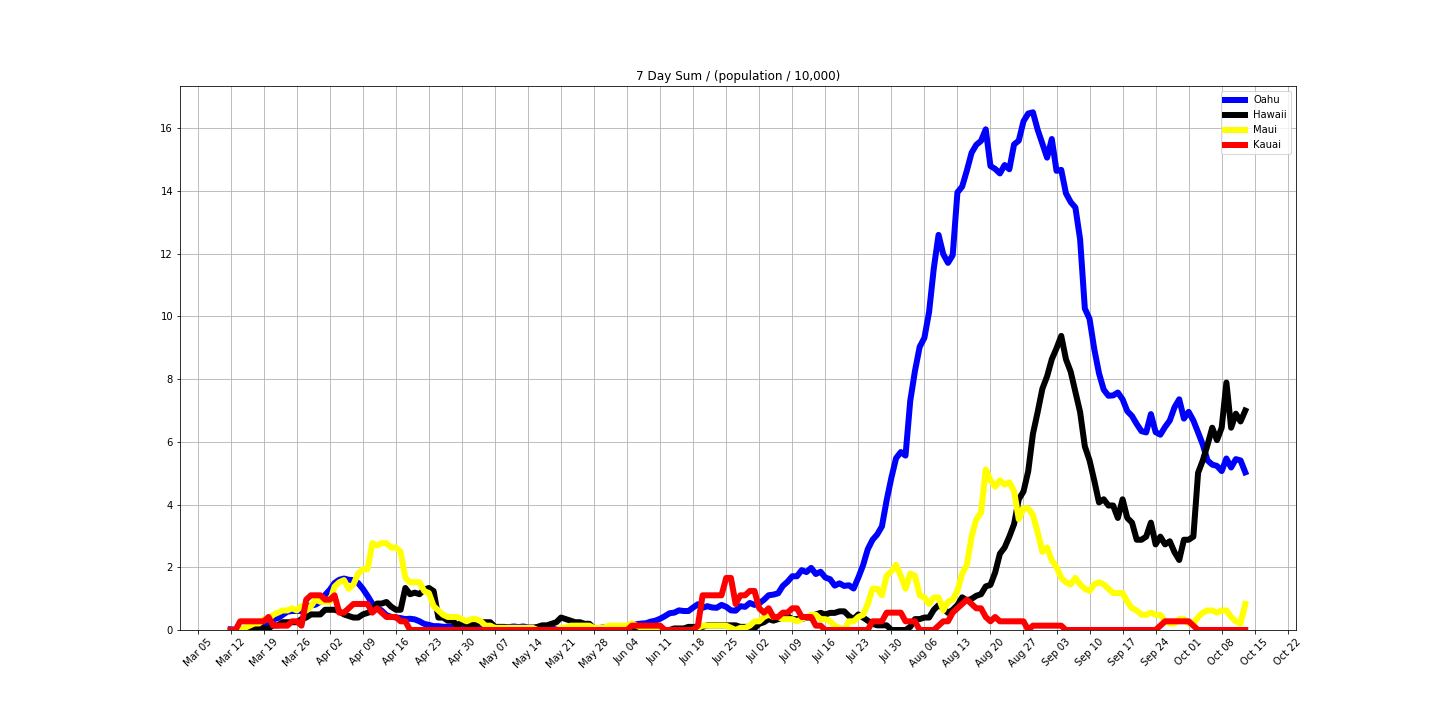 7 Day Sum / (population / 10,000)
Oahu
Hawaii
Maui
Kauai
16
14
12
10
8
6
4
2
0
Mar 05
Mar 12
Mar 19
Mar 26
Apr 02
Apr 09
Apr 16
Apr 23
Apr 30
May 07
May 14
May 21
May 28
Jun 04
Jun 11
Jun 18
Jun 25
Jul 02
Jul 09
Jul 16
Jul 23
Jul 30
Aug 06
Aug 13
Aug 20
Aug 27
Sep 03
Sep 10
Sep 17
Sep 24
Oct 01
Oct 08
Oct 15
Oct 22